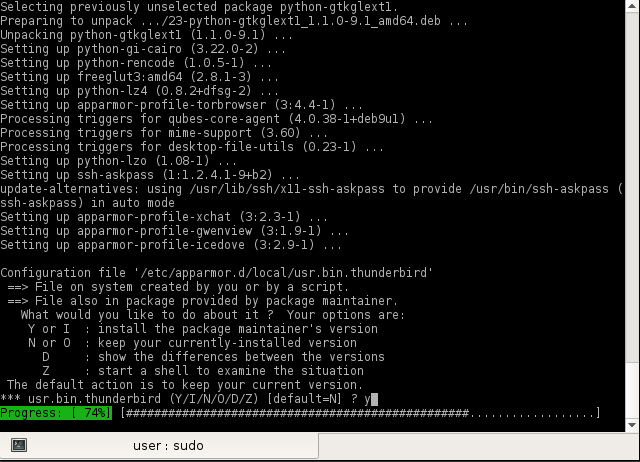 Selecting previously unselected package python-gtkglext1.
Preparing to unpack .../23-python-gtkglext1_1.1.0-9.1_amd64.deb ...
Unpacking python-gtkglext1 (1.1.0-9.1) ...
Setting up python-gi-cairo (3.22.0-2) ...
Setting up python-rencode (1.0.5-1) ...
Setting up freeglut3:amd64 (2.8.1-3) ...
Setting up python-lz4 (0.8.2+dfsg-2) ...
Setting up apparmor-profile-torbrowser (3:4.4-1) ...
Processing triggers for qubes-core-agent (4.0.38-1+deb9u1) ...
Processing triggers for mime-support (3.60) ...
Processing triggers for desktop-file-utils (0.23-1) ...
Setting up python-lzo (1.08-1) ...
Setting up ssh-askpass (1:1.2.4.1-9+b2) ...
update-alternatives: using /usr/lib/ssh/x11-ssh-askpass to provide /usr/bin/ssh-askpass (
ssh-askpass) in auto mode
Setting up apparmor-profile-xchat (3:2.3-1) ...
Setting up apparmor-profile-gwenview (3:1.9-1) ...
Setting up apparmor-profile-icedove (3:2.9-1) ...
Configuration file '/etc/apparmor.d/local/usr.bin.thunderbird'
==> File on system created by you or by a script.
==> File also in package provided by package maintainer.
What would you like to do about it ?  Your options are:
Y or I  : install the package maintainer's version
N or O  : keep your currently-installed version
D     : show the differences between the versions
Z     : start a shell to examine the situation
The default action is to keep your current version.
*** usr.bin.thunderbird (Y/I/N/O/D/Z) [default=N] ? y
Progress: [ 74%] [#################################################..................]
user : sudo